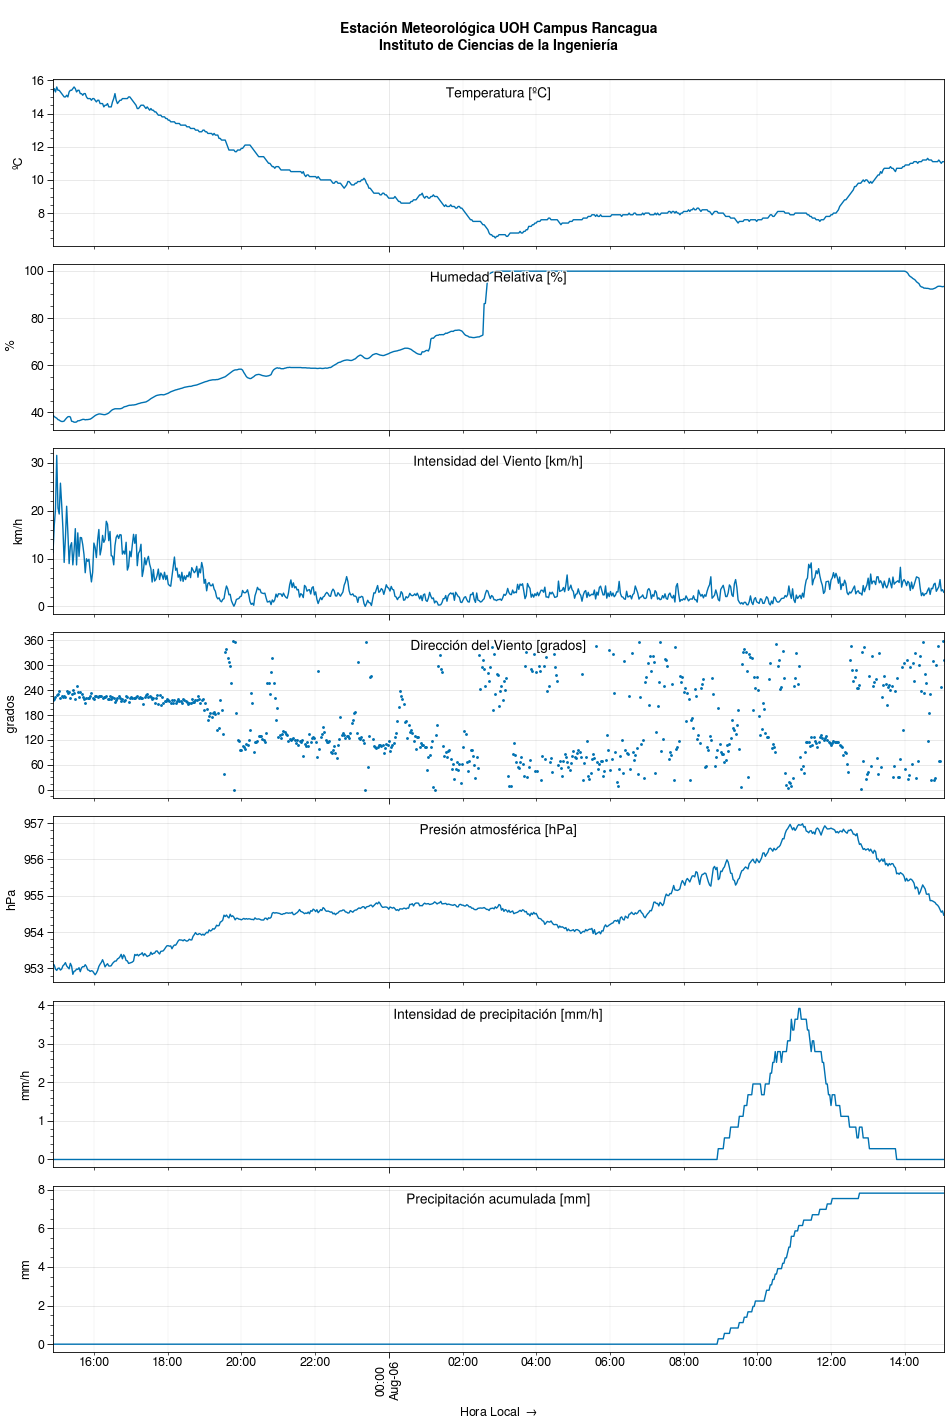 Estación Meteorológica UOH Campus Rancagua
Instituto de Ciencias de la Ingeniería
Temperatura [ºC]
ºC
16
14
12
10
8
Humedad Relativa [%]
%
100
80
60
40
Intensidad del Viento [km/h]
km/h
30
20
10
0
Dirección del Viento [grados]
grados
360
300
240
180
120
60
0
Presión atmosférica [hPa]
hPa
957
956
955
954
953
Intensidad de precipitación [mm/h]
mm/h
4
3
2
1
0
Precipitación acumulada [mm]
mm
8
6
4
2
0
16:00 18:00 20:00 22:00 00:00 02:00 04:00 06:00 08:00 10:00 12:00 14:00
Aug-06
Hora Local →